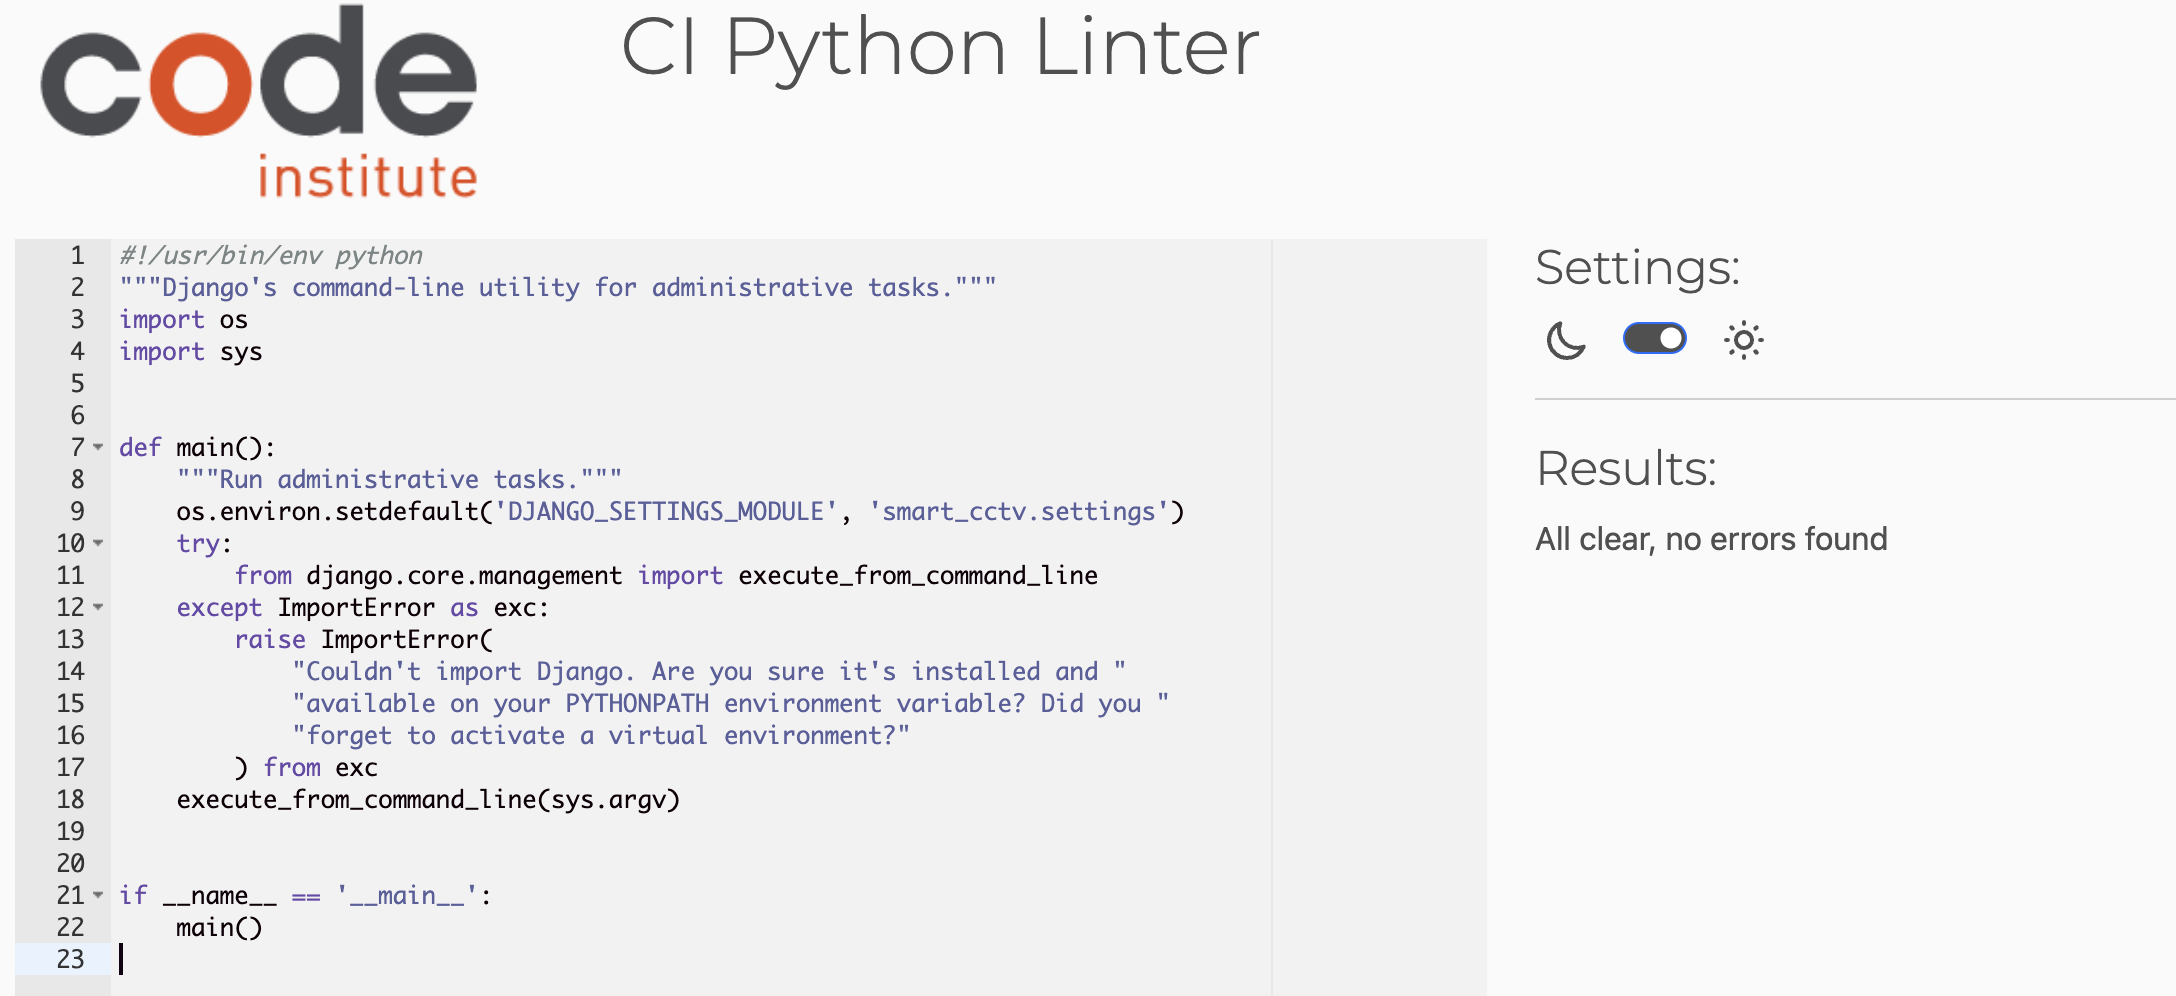 code
institute
CI Python Linter
1 #!/usr/bin/env python
2 """Django's command-line utility for administrative tasks."""
3 import os
4 import sys
5
6
7 def main():
8     """Run administrative tasks."""
9     os.environ.setdefault('DJANGO_SETTINGS_MODULE', 'smart_cctv.settings')
10     try:
11         from django.core.management import execute_from_command_line
12     except ImportError as exc:
13         raise ImportError(
14             "Couldn't import Django. Are you sure it's installed and "
15             "available on your PYTHONPATH environment variable? Did you "
16             "forget to activate a virtual environment?"
17         ) from exc
18     execute_from_command_line(sys.argv)
19
20
21 if __name__ == '__main__':
22     main()
23
Settings:
Results:
All clear, no errors found